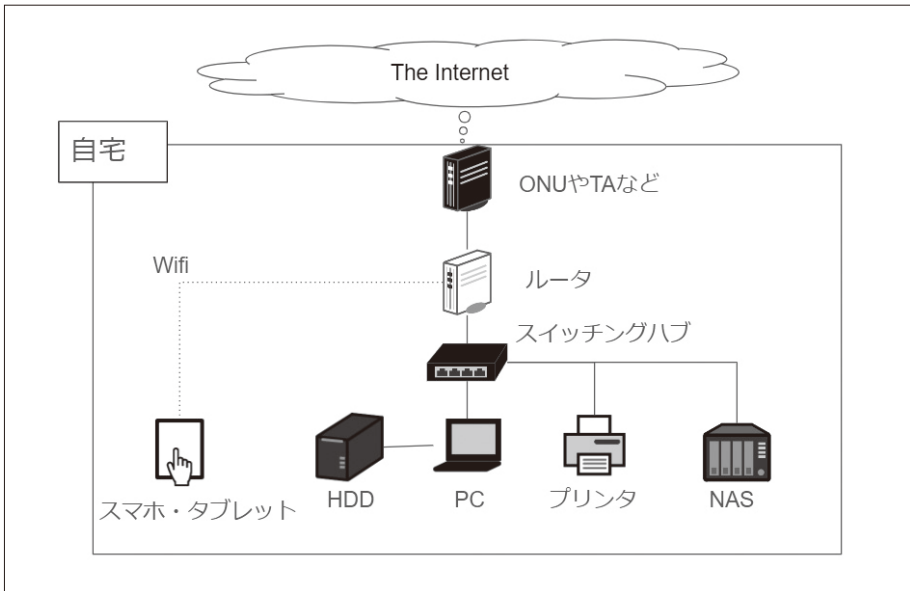 The Internet
自宅
ONUやTAなど
Wifi
ルータ
スイッチングハブ
スマホ・タブレット
HDD
PC
プリンタ
NAS